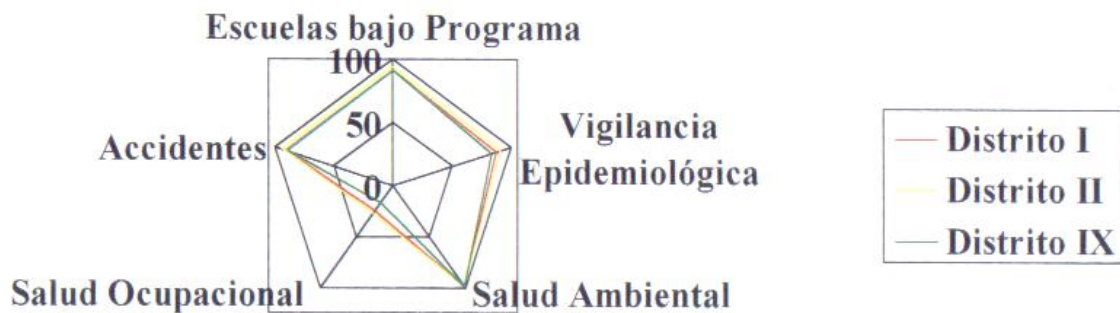 Escuelas bajo Programa
100
50
0
Vigilancia
Epidemiológica
Accidentes
Salud Ocupacional
Salud Ambiental
Distrito I
Distrito II
Distrito IX